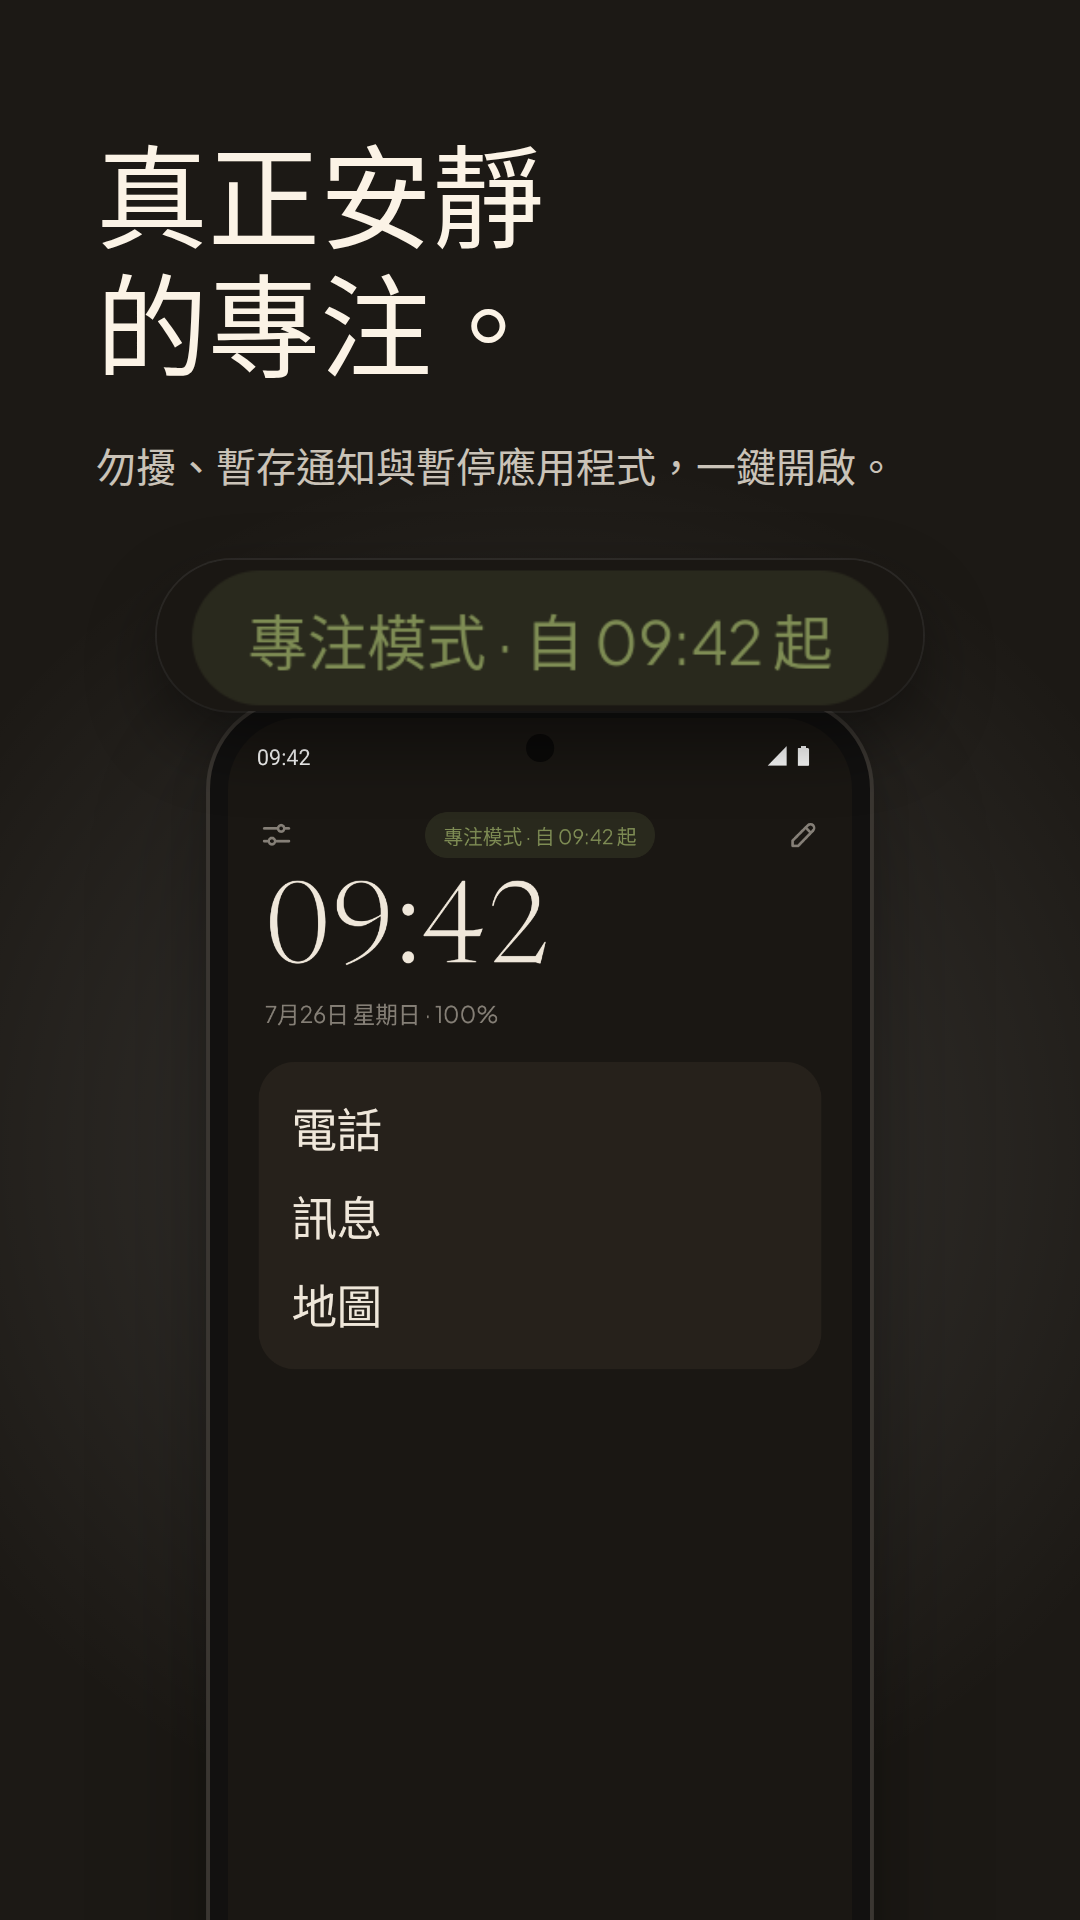 真正安靜
的專注。
勿擾、暫存通知與暫停應用程式，一鍵開啟。
專注模式 · 自 09:42 起
09:42
專注模式 · 自 09:42 起
09:42
7月26日 星期日 · 100%
電話
訊息
地圖